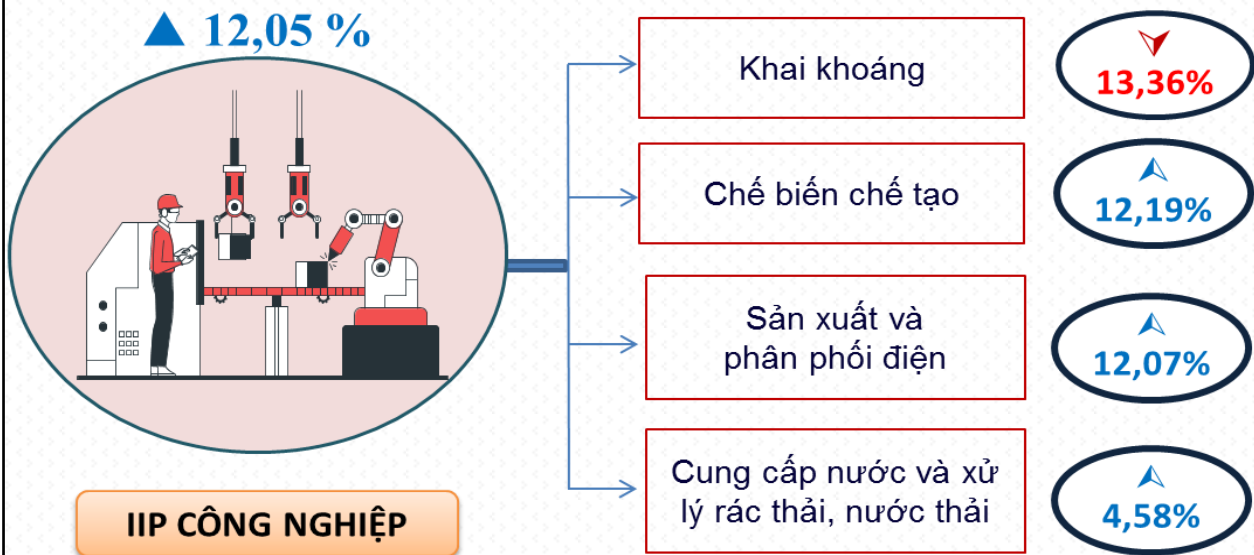 ▲ 12,05 %
IIP CÔNG NGHIỆP
Khai khoáng
13,36%
Chế biến chế tạo
12,19%
Sản xuất và
phân phối điện
12,07%
Cung cấp nước và xử
lý rác thải, nước thải
4,58%